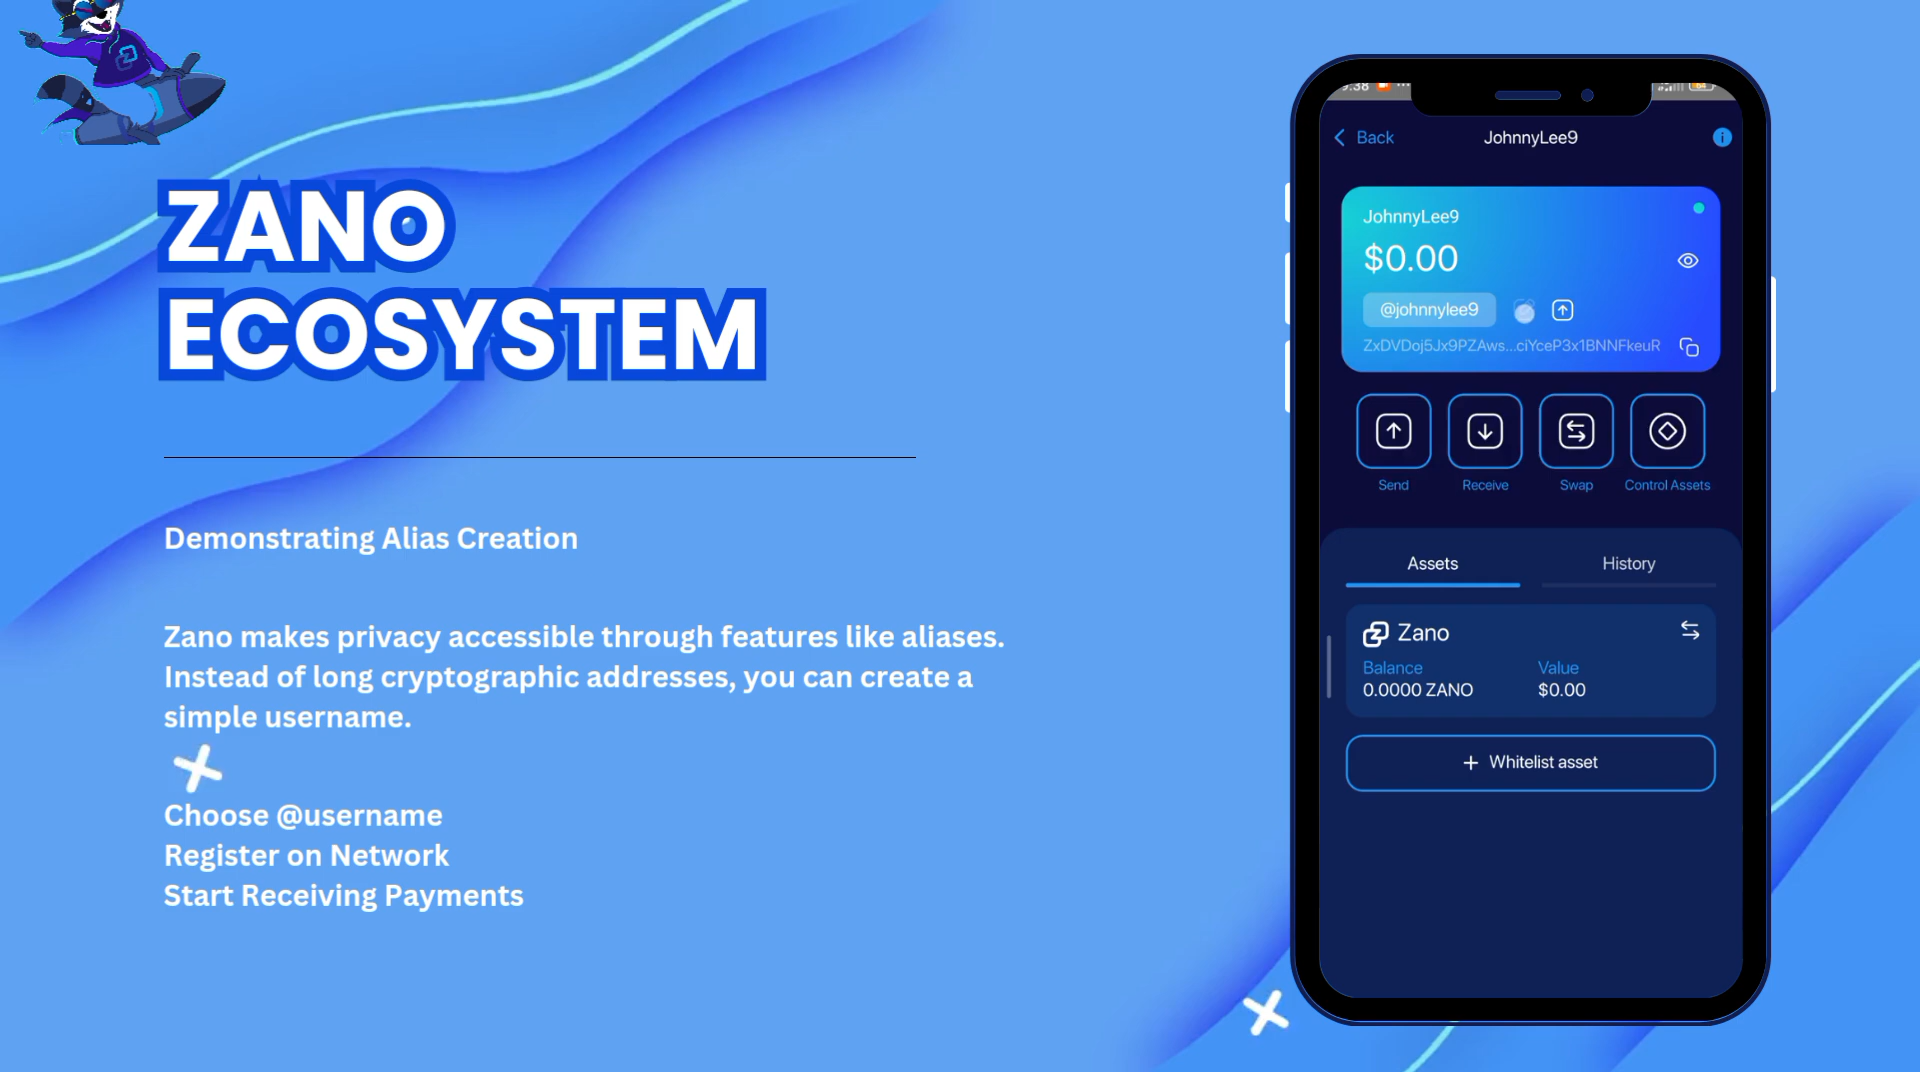 ZANO
ECOSYSTEM
Demonstrating Alias Creation
Zano makes privacy accessible through features like aliases.
Instead of long cryptographic addresses, you can create a
simple username.
Choose @username
Register on Network
Start Receiving Payments
9:38
Back
JohnnyLee9
JohnnyLee9
$0.00
@johnnylee9
ZxDVDoj5Jx9PZAws...ciYceP3x1BNNFkeuR
Send
Receive
Swap
Control Assets
Assets
History
Zano
Balance
Value
0.0000 ZANO
$0.00
+ Whitelist asset